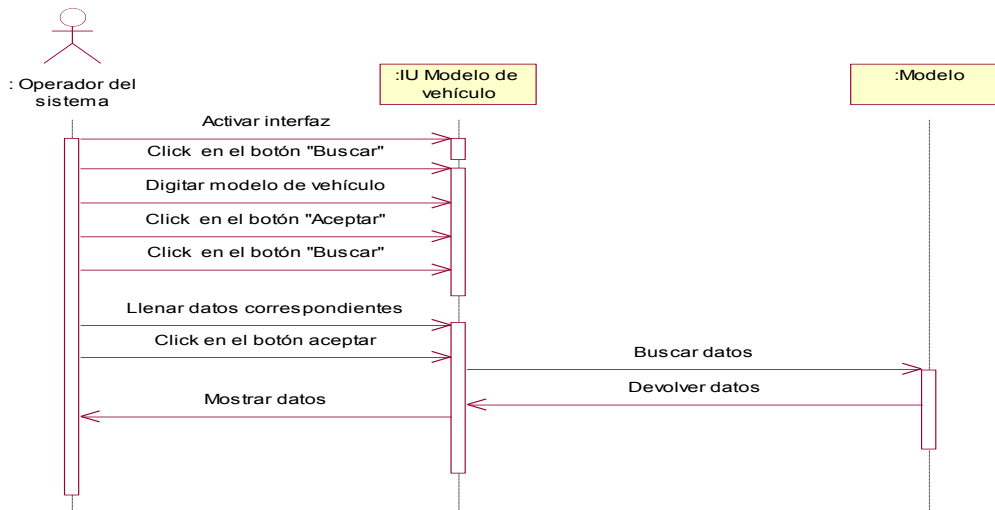 : Operador del
sistema
:IU Modelo de
vehículo
:Modelo
Activar interfaz
Click en el botón "Buscar"
Digitar modelo de vehículo
Click en el botón "Aceptar"
Click en el botón "Buscar"
Llenar datos correspondientes
Click en el botón aceptar
Buscar datos
Devolver datos
Mostrar datos